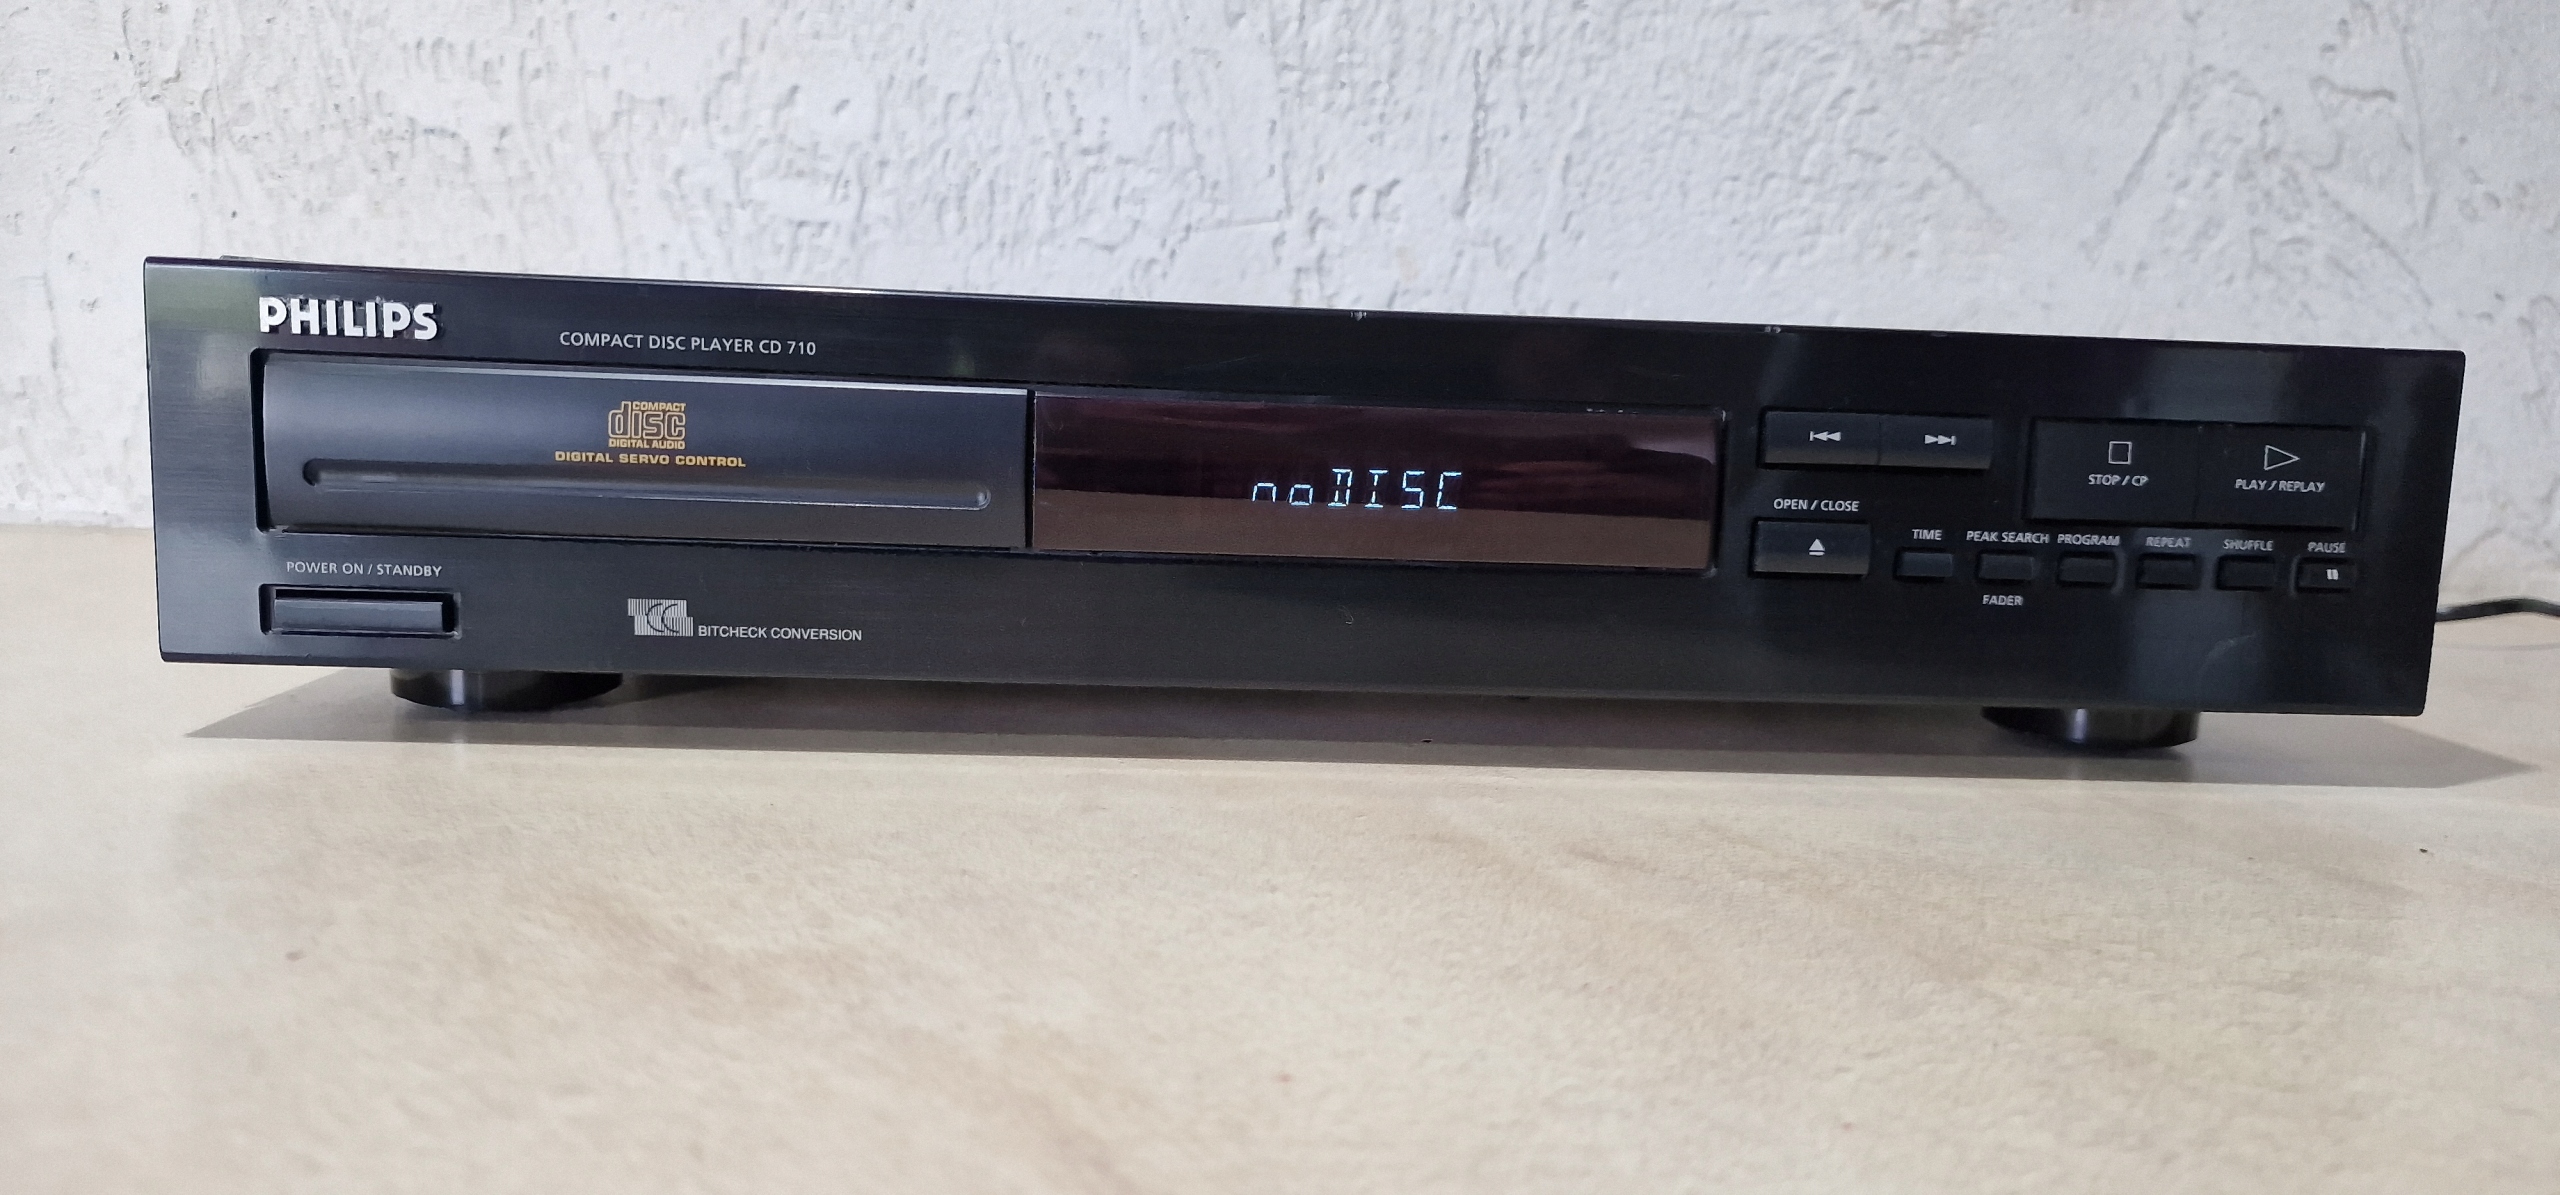 PHILIPS
COMPACT DISC PLAYER CD 710
COMPACT
disc
DIGITAL AUDIO
DIGITAL SERVO CONTROL
noDISC
STOP / CP
PLAY / REPLAY
OPEN / CLOSE
TIME
PEAK SEARCH
PROGRAM
REPEAT
SHUFFLE
PAUSE
FADER
POWER ON / STANDBY
BITCHECK CONVERSION